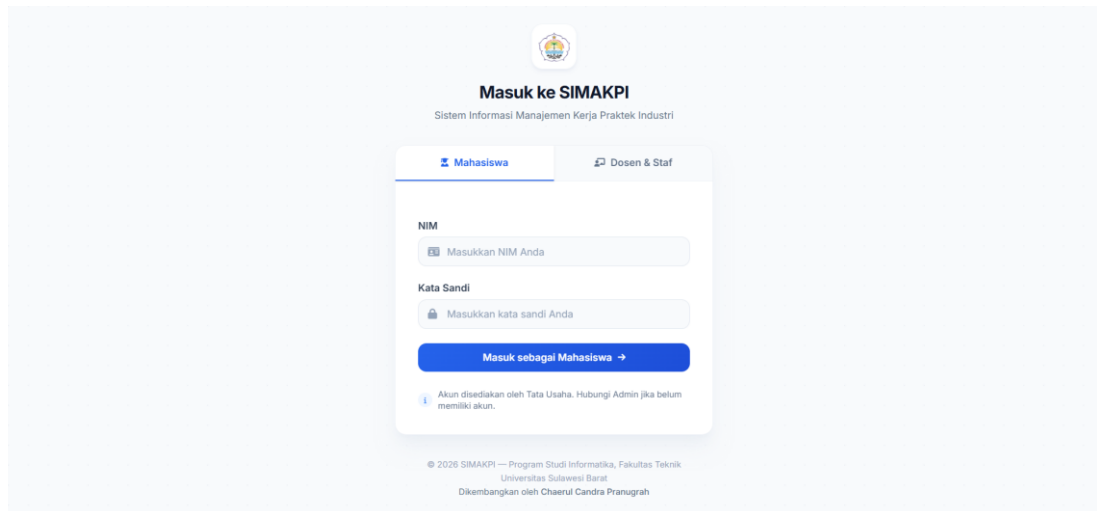 Masuk ke SIMAKPI
Sistem Informasi Manajemen Kerja Praktek Industri
Mahasiswa
Dosen & Staf
NIM
Masukkan NIM Anda
Kata Sandi
Masukkan kata sandi Anda
Masuk sebagai Mahasiswa →
Akun disediakan oleh Tata Usaha. Hubungi Admin jika belum
memiliki akun.
© 2026 SIMAKPI — Program Studi Informatika, Fakultas Teknik
Universitas Sulawesi Barat
Dikembangkan oleh Chaerul Candra Pranugrah